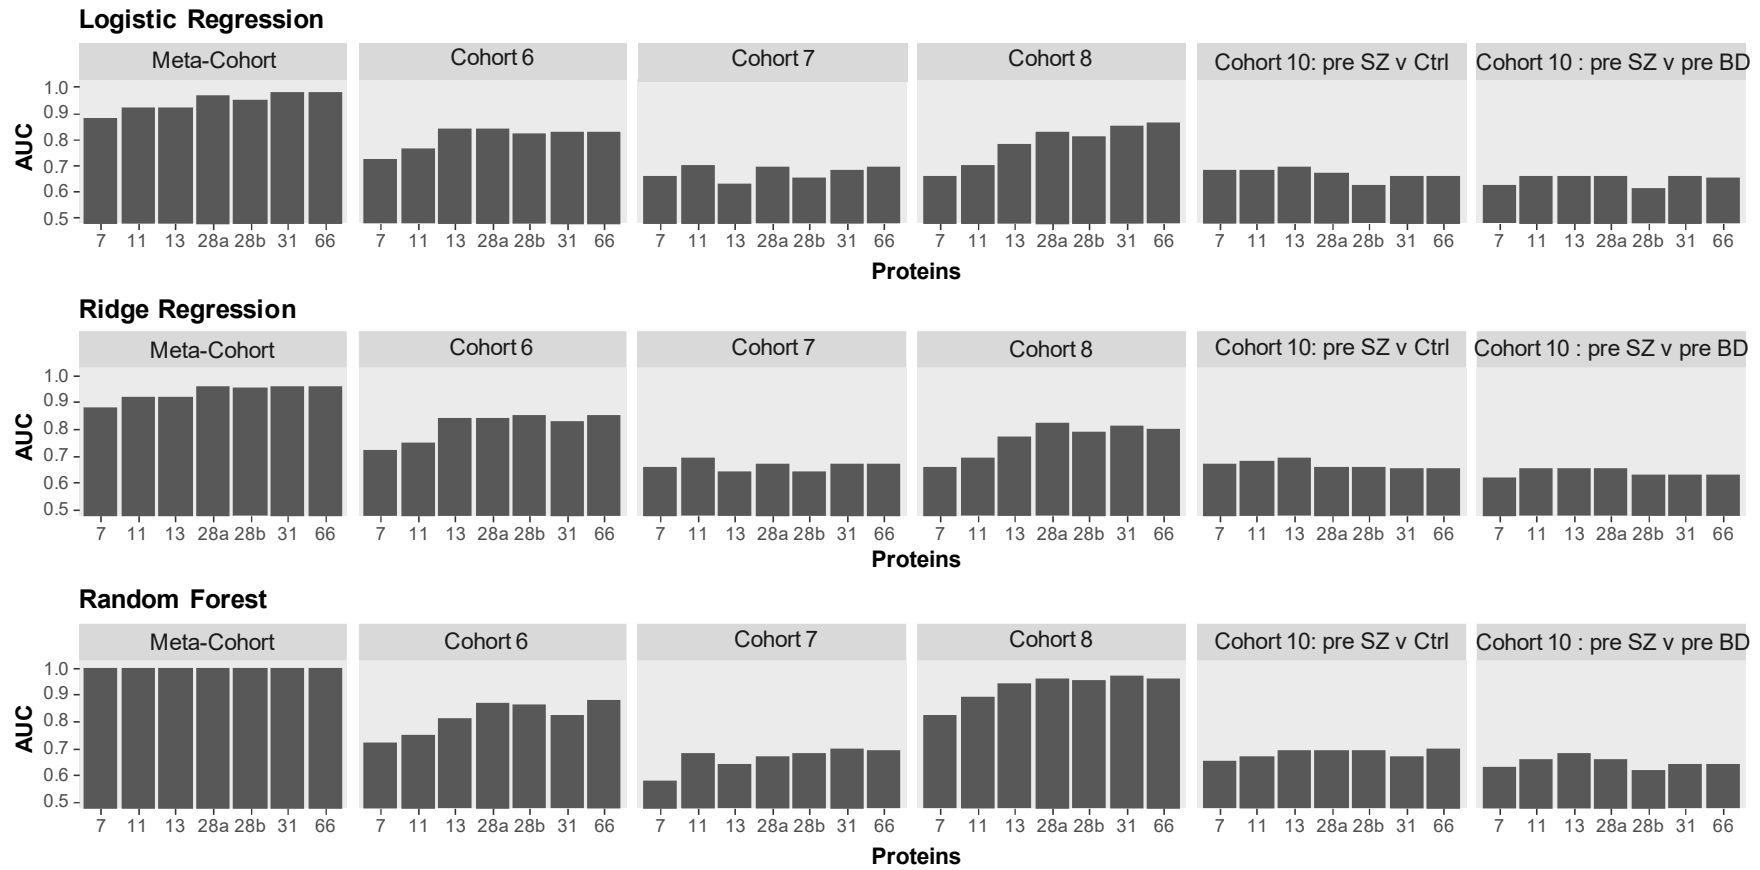 Logistic Regression
Meta-Cohort Cohort 6 Cohort 7 Cohort 8 Cohort 10: pre SZ v Ctrl Cohort 10 : pre SZ v pre BD
AUC
1.0
0.9
0.8
0.7
0.6
0.5
7 11 13 28a 28b 31 66 7 11 13 28a 28b 31 66 7 11 13 28a 28b 31 66 7 11 13 28a 28b 31 66 7 11 13 28a 28b 31 66 7 11 13 28a 28b 31 66
Proteins
Ridge Regression
Meta-Cohort Cohort 6 Cohort 7 Cohort 8 Cohort 10: pre SZ v Ctrl Cohort 10 : pre SZ v pre BD
AUC
1.0
0.9
0.8
0.7
0.6
0.5
7 11 13 28a 28b 31 66 7 11 13 28a 28b 31 66 7 11 13 28a 28b 31 66 7 11 13 28a 28b 31 66 7 11 13 28a 28b 31 66 7 11 13 28a 28b 31 66
Proteins
Random Forest
Meta-Cohort Cohort 6 Cohort 7 Cohort 8 Cohort 10: pre SZ v Ctrl Cohort 10 : pre SZ v pre BD
AUC
1.0
0.9
0.8
0.7
0.6
0.5
7 11 13 28a 28b 31 66 7 11 13 28a 28b 31 66 7 11 13 28a 28b 31 66 7 11 13 28a 28b 31 66 7 11 13 28a 28b 31 66 7 11 13 28a 28b 31 66
Proteins